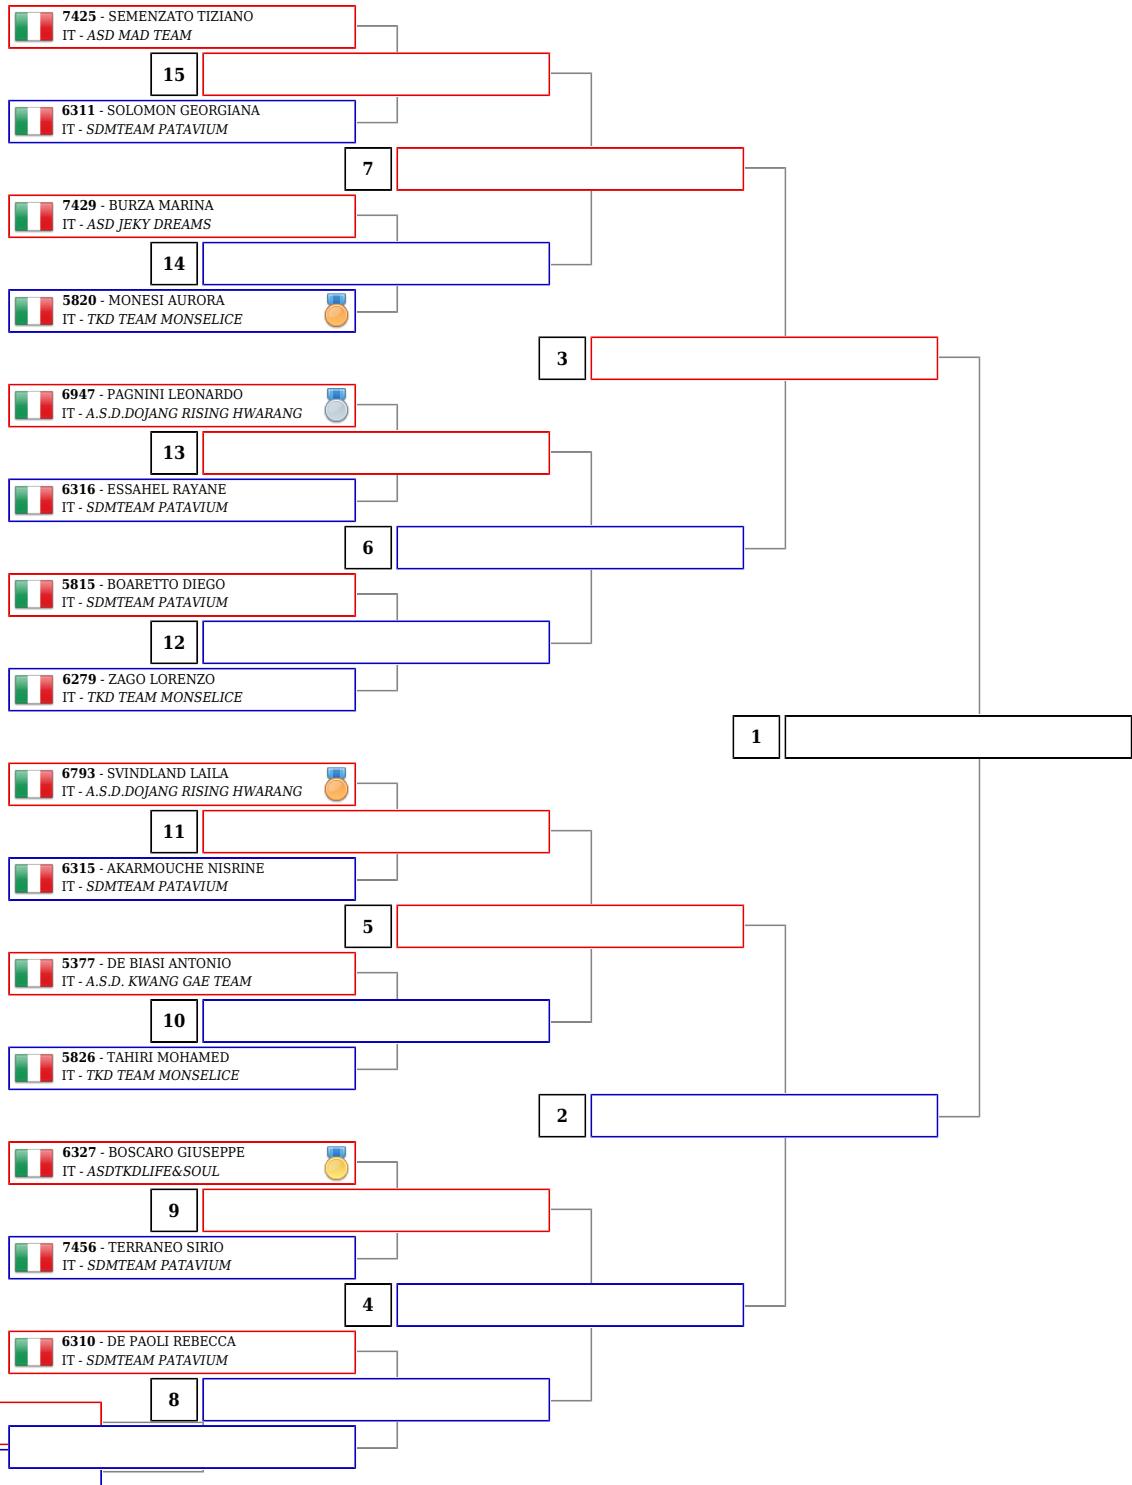 7425 - SEMENZATO TIZIANO
IT - ASD MAD TEAM
15
6311 - SOLOMON GEORGIANA
IT - SDMTEAM PATAVIUM
7
7429 - BURZA MARINA
IT - ASD JEKY DREAMS
14
5820 - MONESI AURORA
IT - TKD TEAM MONSELICE
3
6947 - PAGNINI LEONARDO
IT - A.S.D.DOJANG RISING HWARANG
13
6316 - ESSAHEL RAYANE
IT - SDMTEAM PATAVIUM
6
5815 - BOARETTO DIEGO
IT - SDMTEAM PATAVIUM
12
6279 - ZAGO LORENZO
IT - TKD TEAM MONSELICE
1
6793 - SVINDLAND LAILA
IT - A.S.D.DOJANG RISING HWARANG
11
6315 - AKARMOUCHE NISRINE
IT - SDMTEAM PATAVIUM
5
5377 - DE BIASI ANTONIO
IT - A.S.D. KWANG GAE TEAM
10
5826 - TAHIRI MOHAMED
IT - TKD TEAM MONSELICE
2
6327 - BOSCARO GIUSEPPE
IT - ASDTKDLIFE&SOUL
9
7456 - TERRANEO SIRIO
IT - SDMTEAM PATAVIUM
4
6310 - DE PAOLI REBECCA
IT - SDMTEAM PATAVIUM
8